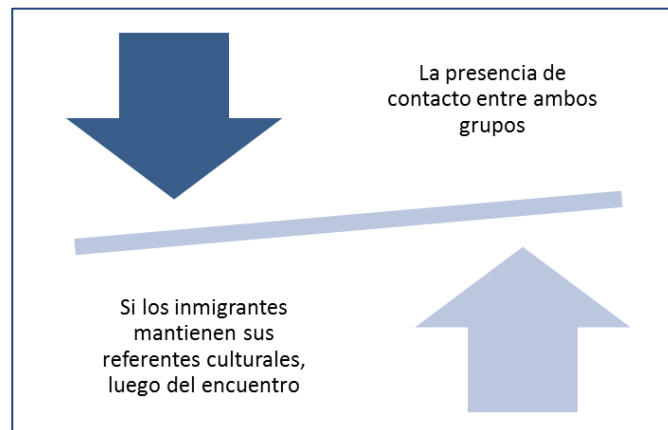 La presencia de
contacto entre ambos
grupos
Si los inmigrantes
mantienen sus
referentes culturales,
luego del encuentro